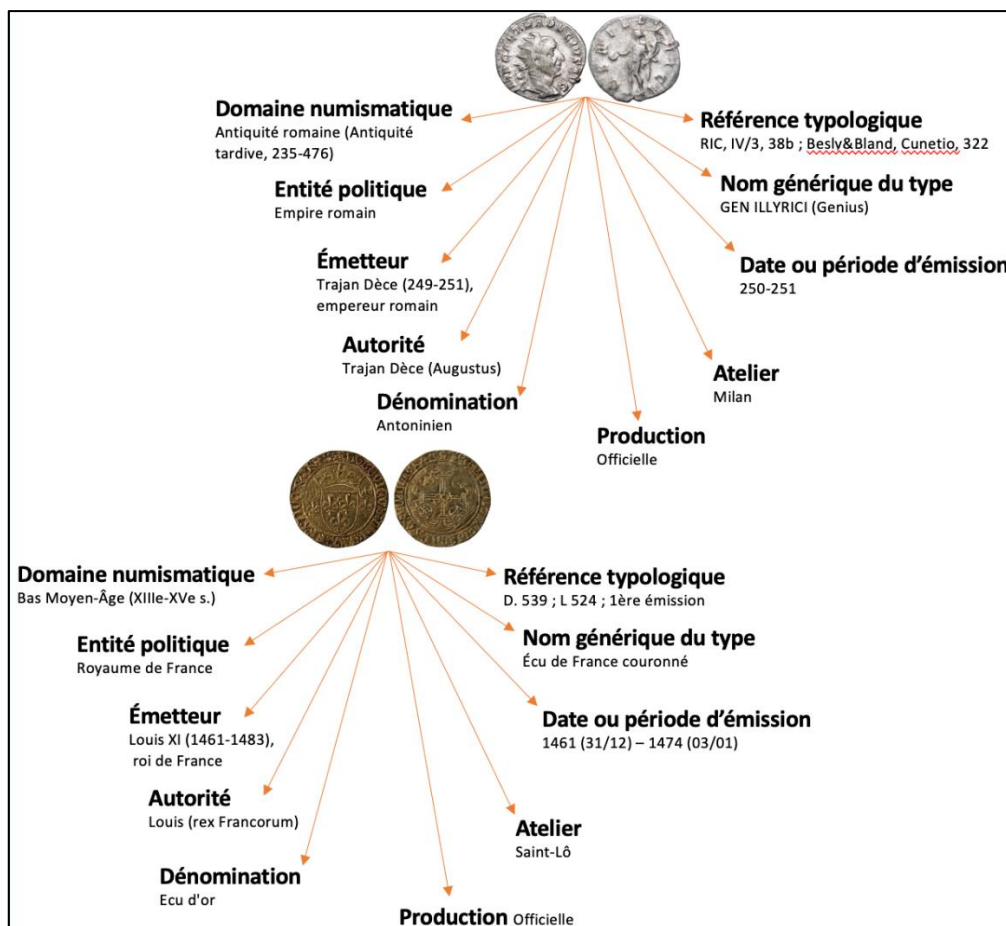 Domaine numismatique
Antiquité romaine (Antiquité
tardive, 235-476)
Entité politique
Empire romain
Émetteur
Trajan Dèce (249-251),
empereur romain
Autorité
Trajan Dèce (Augustus)
Dénomination
Antoninien
Référence typologique
RIC, IV/3, 38b ; Besly&Bland, Cunetio, 322
Nom générique du type
GEN ILLYRICI (Genius)
Date ou période d'émission
250-251
Atelier
Milan
Production
Officielle
Domaine numismatique
Bas Moyen-Âge (XIIIe-XVe s.)
Entité politique
Royaume de France
Émetteur
Louis XI (1461-1483),
roi de France
Autorité
Louis (rex Francorum)
Dénomination
Ecu d'or
Référence typologique
D. 539 ; L 524 ; 1ère émission
Nom générique du type
Écu de France couronné
Date ou période d'émission
1461 (31/12) – 1474 (03/01)
Atelier
Saint-Lô
Production Officielle